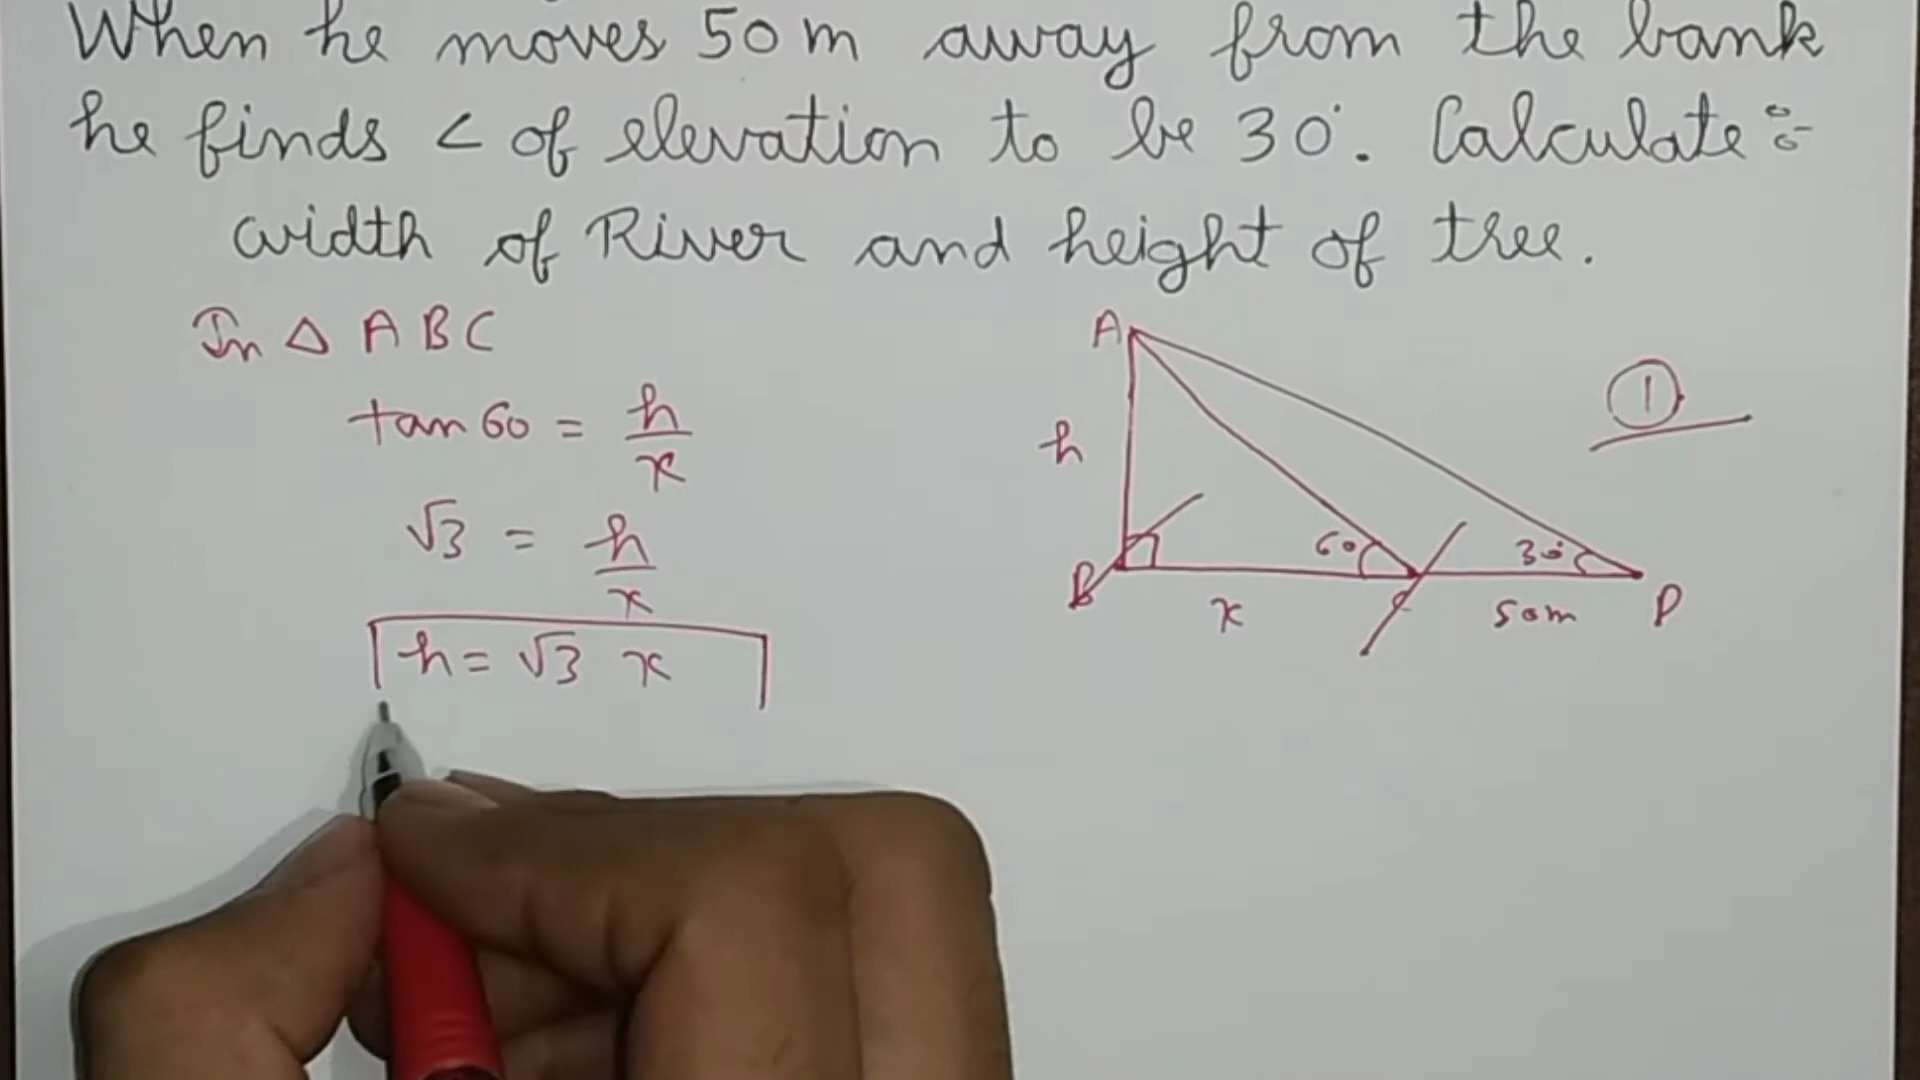 When he moves 50 m away from the bank
he finds < of elevation to be 30°. Calculate :-
width of River and height of tree.
In △ ABC
tan 60 = h/x
√3 = h/x
h = √3 x
A
h
B
x
60
C
30°
50m
D
1